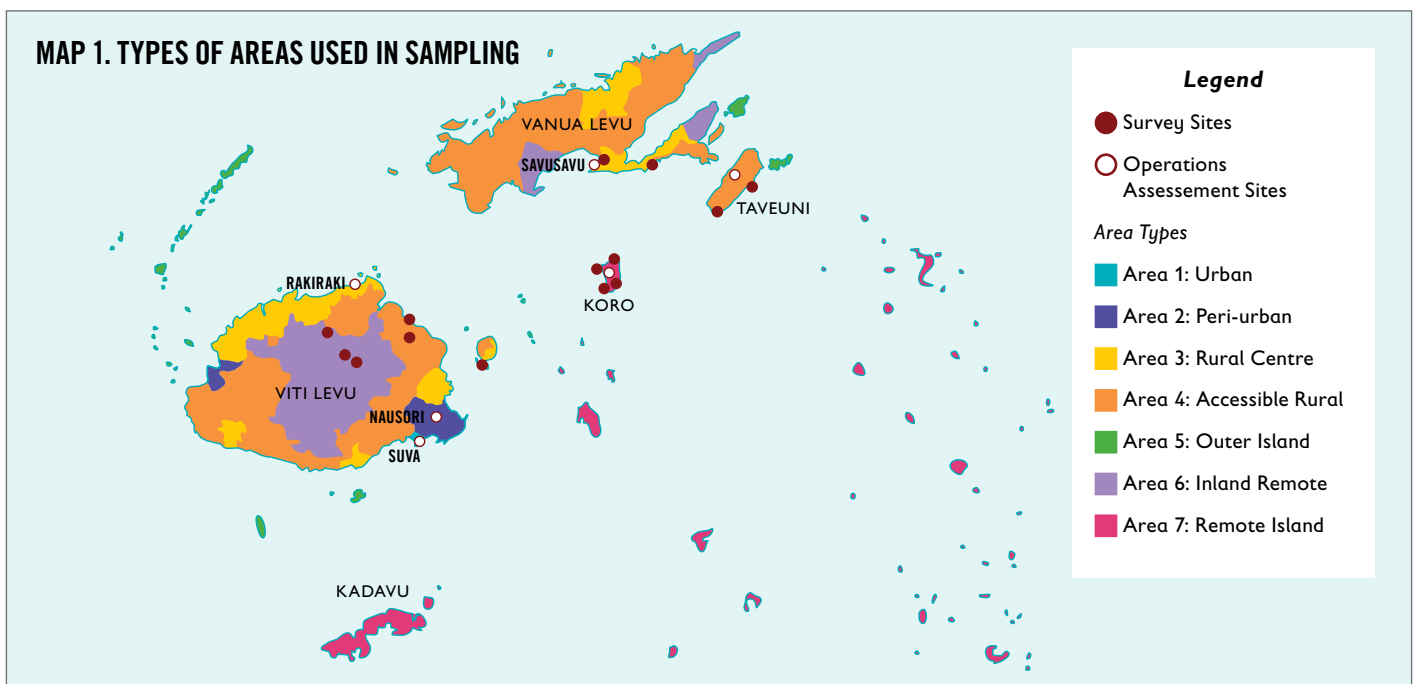 MAP 1. TYPES OF AREAS USED IN SAMPLING
VANUA LEVU
SAVUSAVU
TAVEUNI
RAKIRAKI
KORO
VITI LEVU
NAUSORI
SUVA
KADAVU
Legend
Survey Sites
Operations
Assessement Sites
Area Types
Area 1: Urban
Area 2: Peri-urban
Area 3: Rural Centre
Area 4: Accessible Rural
Area 5: Outer Island
Area 6: Inland Remote
Area 7: Remote Island